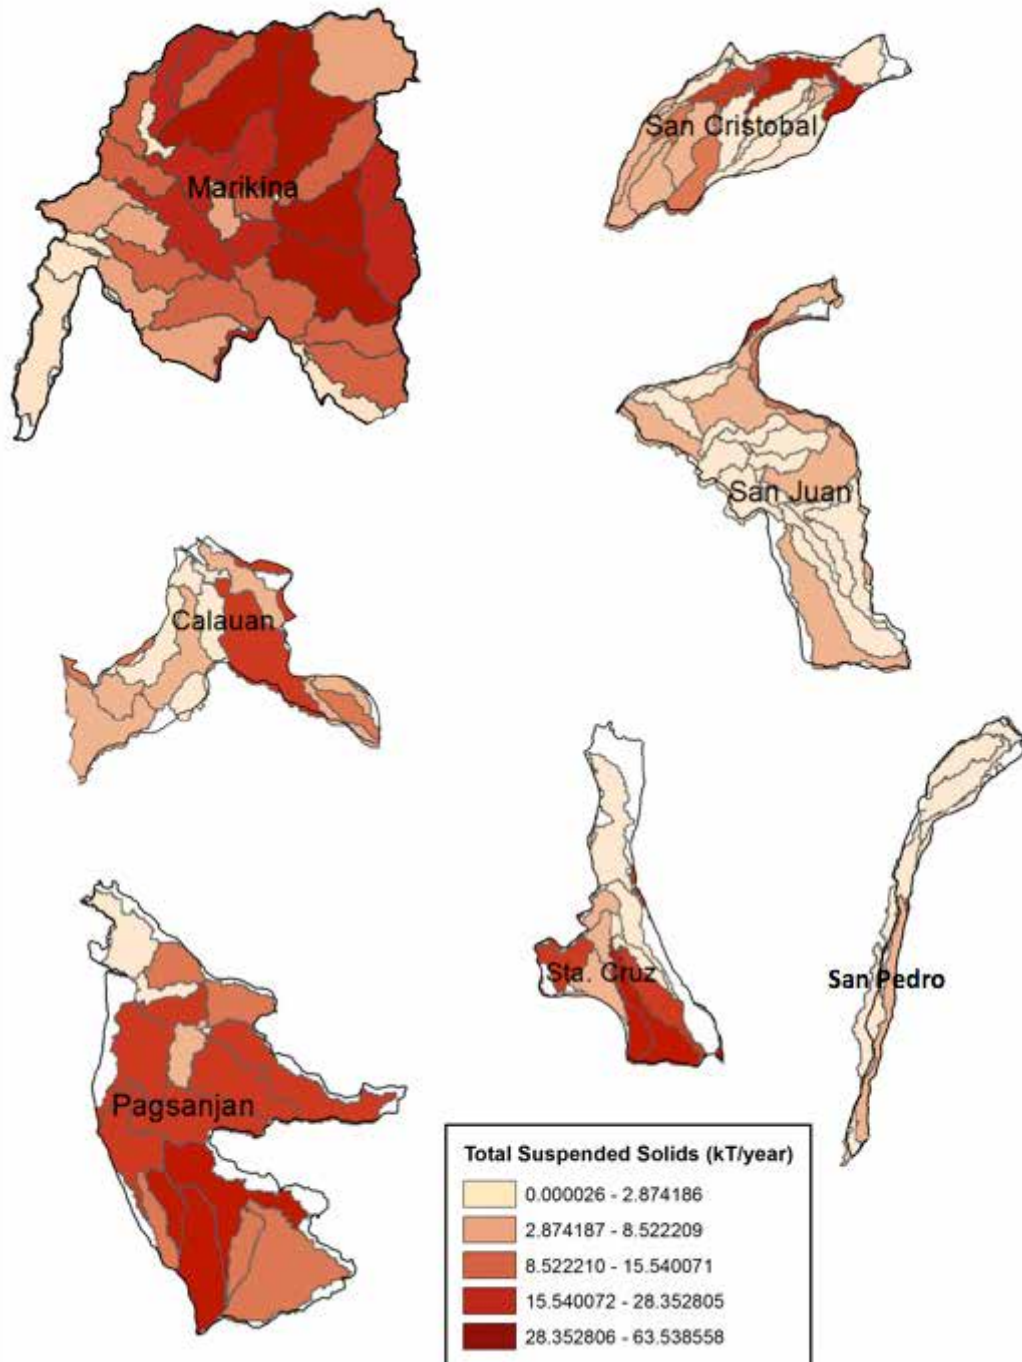 San Cristobal
Marikina
San Juan
Calauan
Sta. Cruz
San Pedro
Pagsanjan
Total Suspended Solids (kT/year)
0.000026 - 2.874186
2.874187 - 8.522209
8.522210 - 15.540071
15.540072 - 28.352805
28.352806 - 63.538558